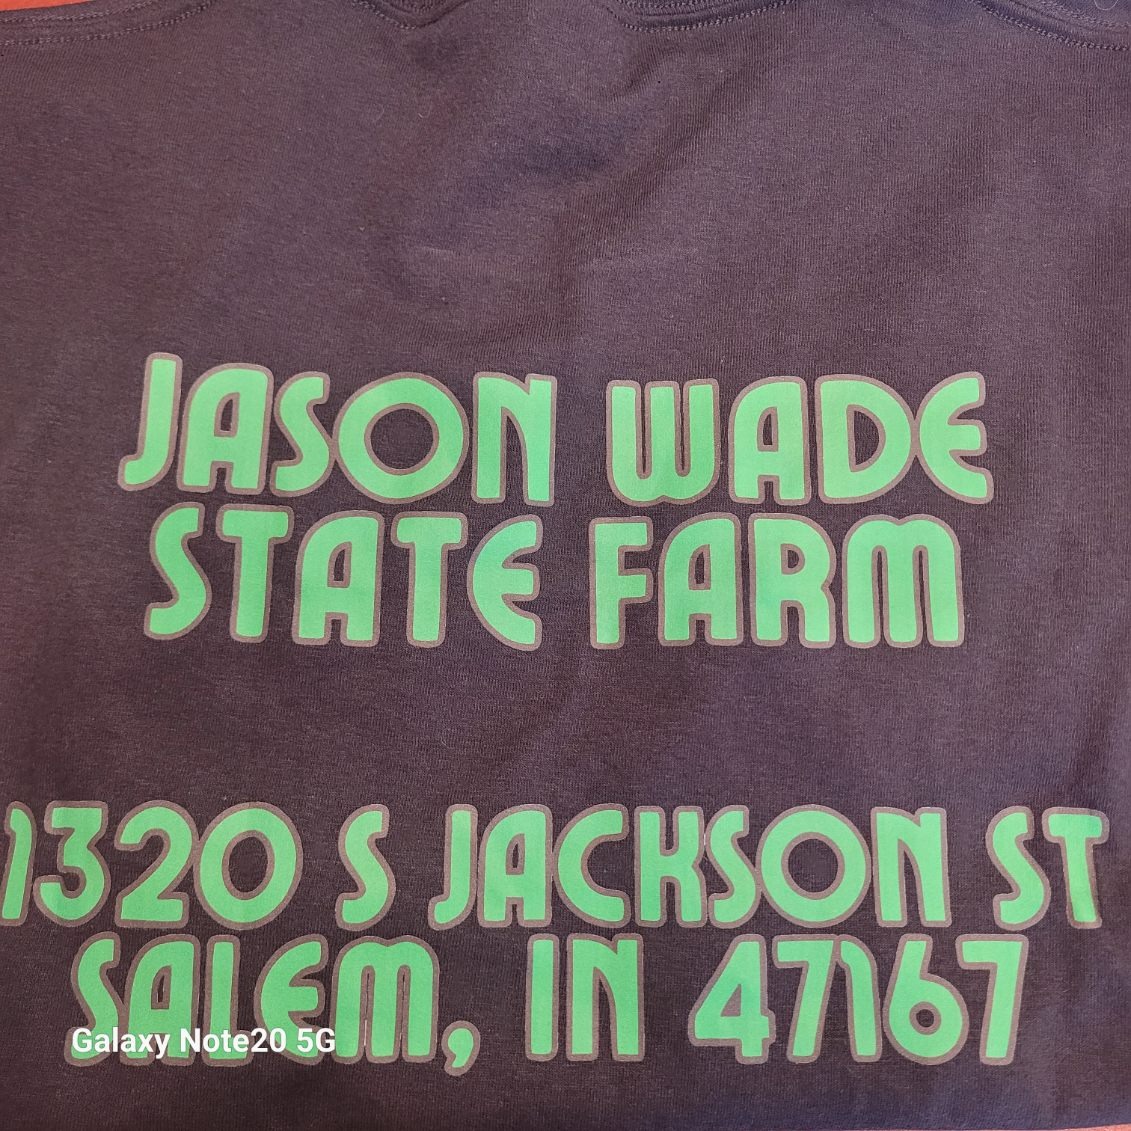 JASON WADE
STATE FARM
1320 S JACKSON ST
SALEM, IN 47167
Galaxy Note20 5G